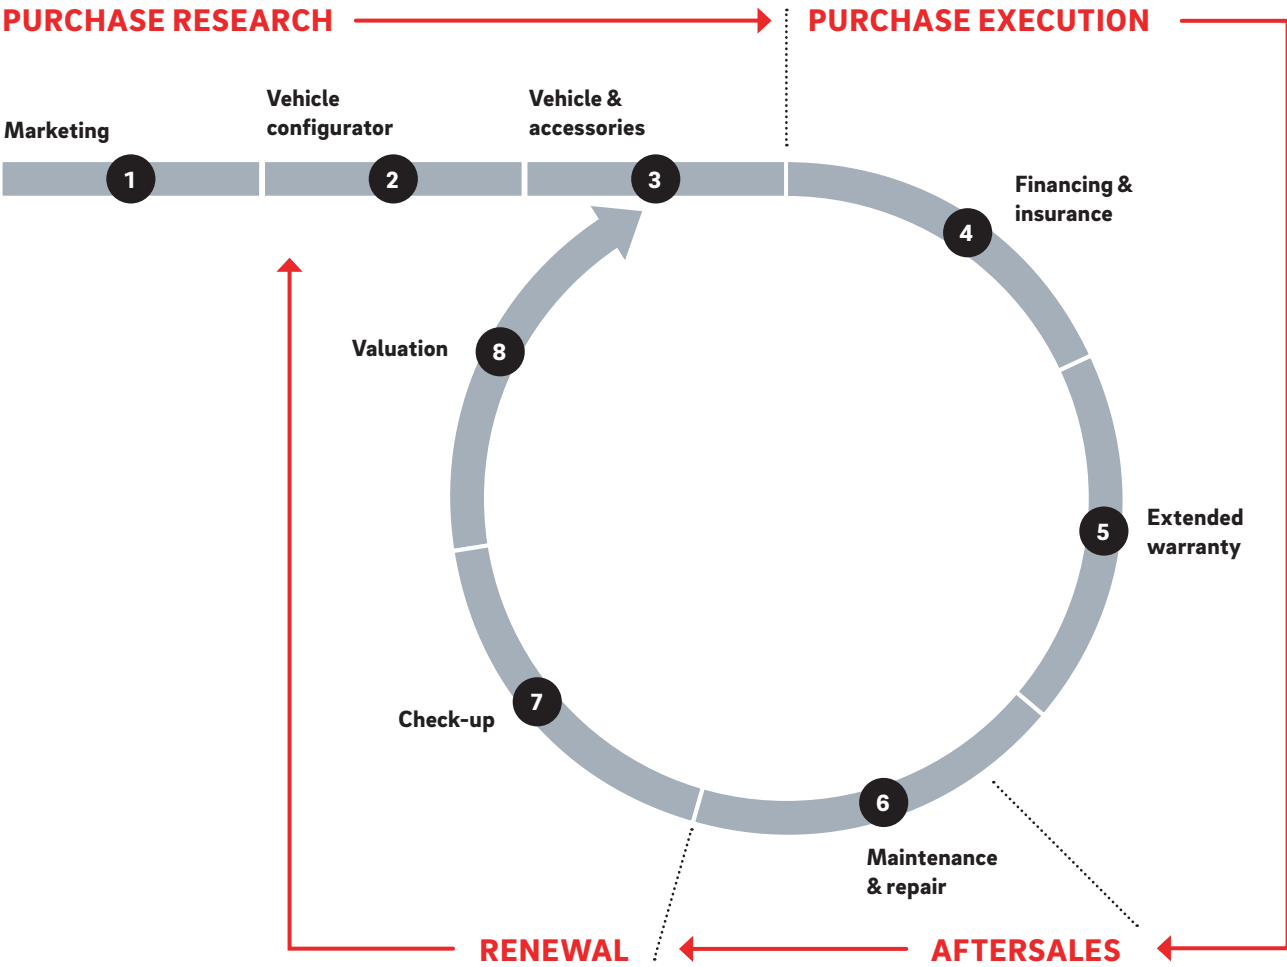 PURCHASE RESEARCH
PURCHASE EXECUTION
Marketing
Vehicle
configurator
Vehicle &
accessories
1
2
3
Financing &
insurance
4
Extended
warranty
5
6
Maintenance
& repair
7
Check-up
8
Valuation
RENEWAL
AFTERSALES